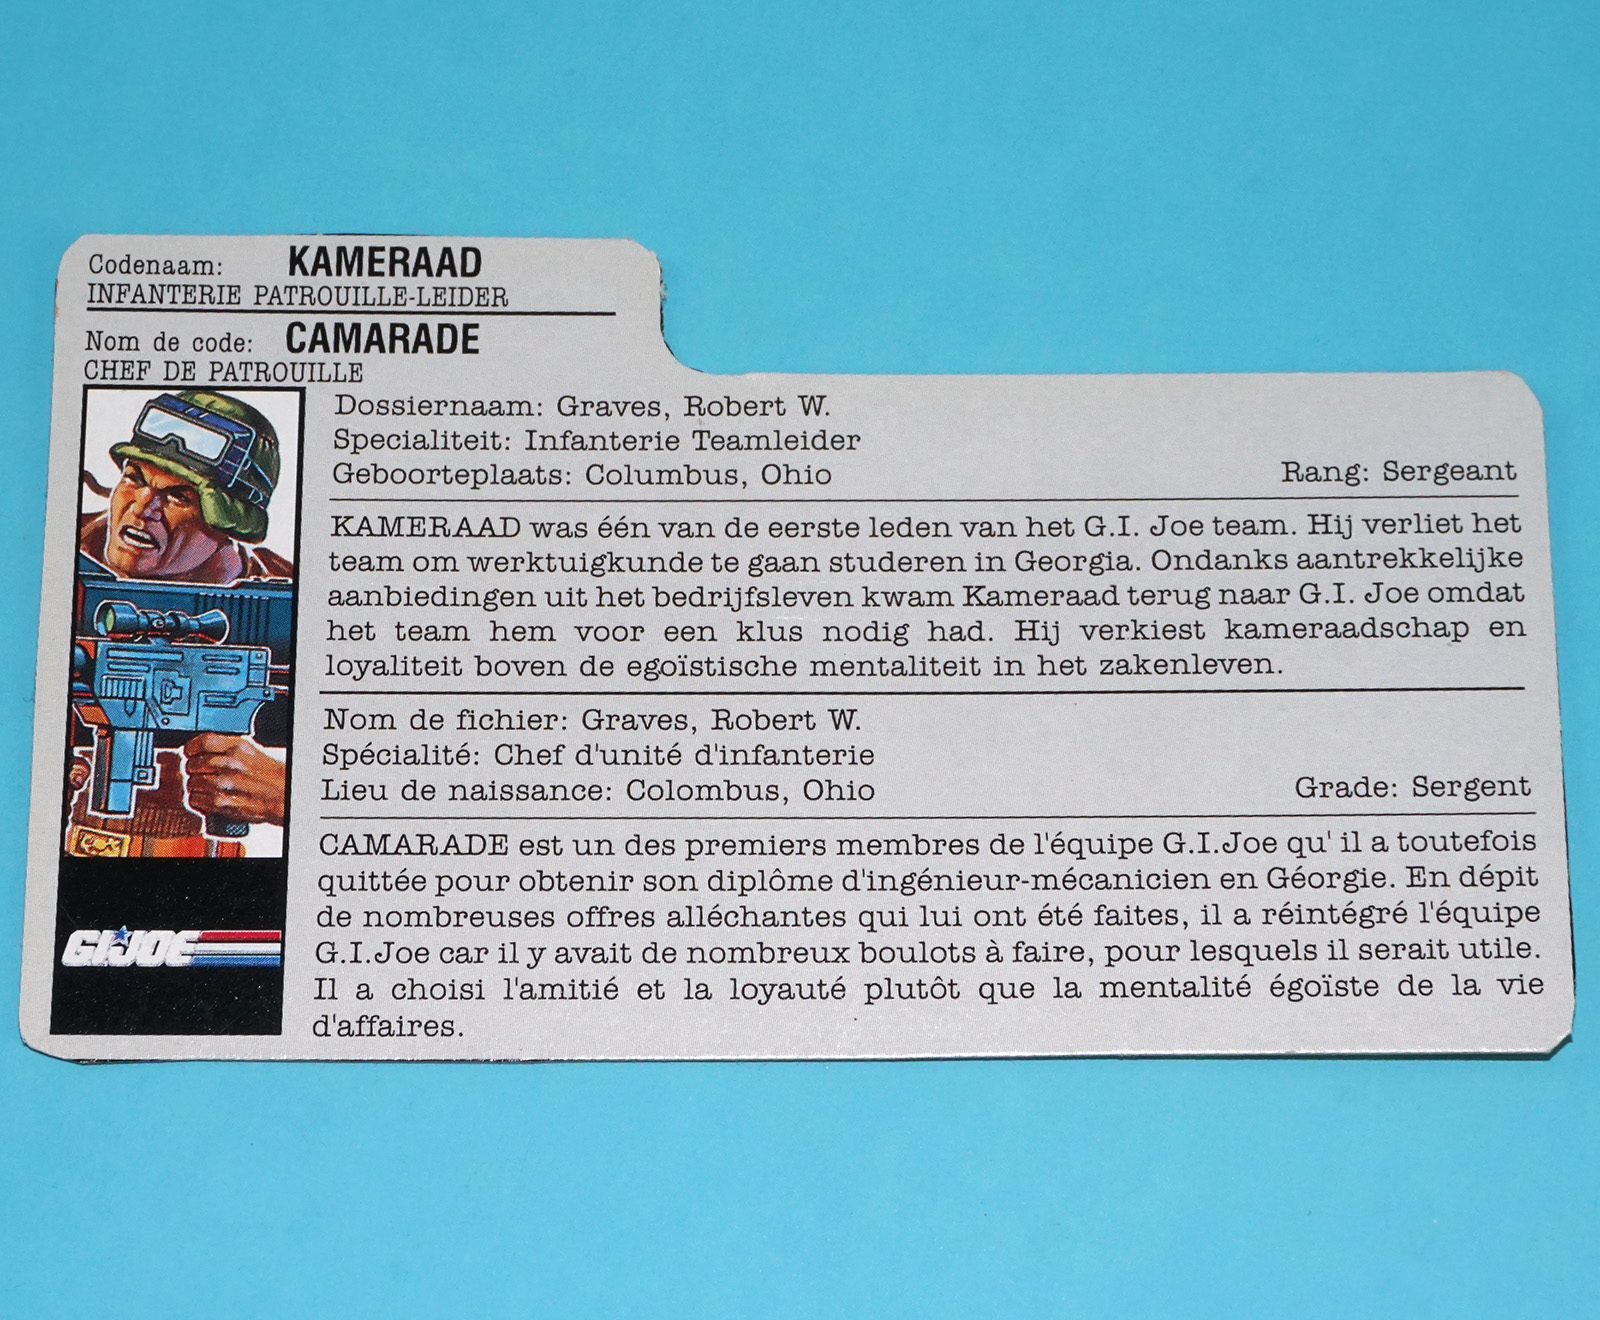 Codenaam: KAMERAAD
INFANTERIE PATROUILLE-LEIDER
Nom de code: CAMARADE
CHEF DE PATROUILLE
Dossiernaam: Graves, Robert W.
Specialiteit: Infanterie Teamleider
Geboorteplaats: Columbus, Ohio Rang: Sergeant
KAMERAAD was één van de eerste leden van het G.I. Joe team. Hij verliet het
team om werktuigkunde te gaan studeren in Georgia. Ondanks aantrekkelijke
aanbiedingen uit het bedrijfsleven kwam Kameraad terug naar G.I. Joe omdat
het team hem voor een klus nodig had. Hij verkiest kameraadschap en
loyaliteit boven de egoïstische mentaliteit in het zakenleven.
Nom de fichier: Graves, Robert W.
Spécialité: Chef d'unité d'infanterie
Lieu de naissance: Colombus, Ohio Grade: Sergent
CAMARADE est un des premiers membres de l'équipe G.I.Joe qu' il a toutefois
quittée pour obtenir son diplôme d'ingénieur-mécanicien en Géorgie. En dépit
de nombreuses offres alléchantes qui lui ont été faites, il a réintégré l'équipe
G.I.Joe car il y avait de nombreux boulots à faire, pour lesquels il serait utile.
Il a choisi l'amitié et la loyauté plutôt que la mentalité égoïste de la vie
d'affaires.
GI JOE